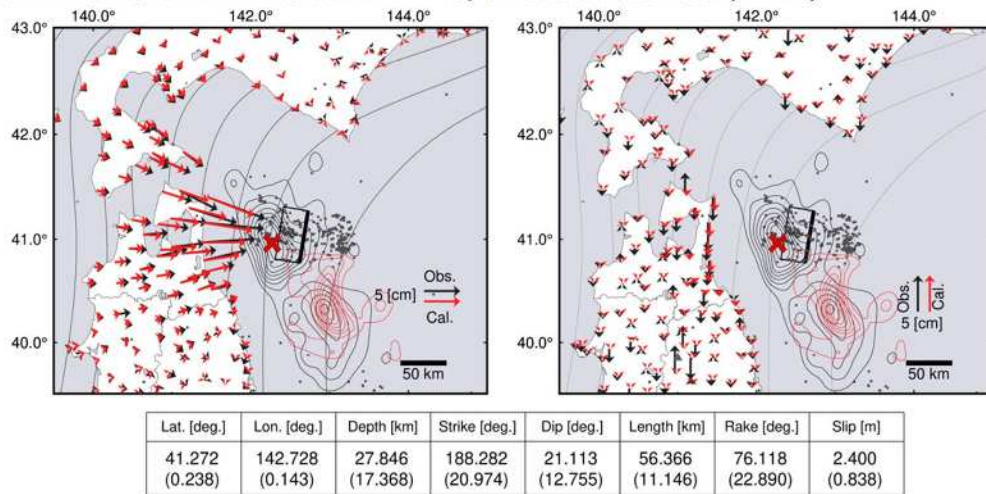 140.0° 142.0° 144.0° 140.0° 142.0° 144.0°
43.0° 43.0°
42.0° 42.0°
41.0° 41.0°
Obs.
5 [cm]
Cal.
Obs.
Cal.
5 [cm]
40.0° 40.0°
50 km 50 km
Lat. [deg.] Lon. [deg.] Depth [km] Strike [deg.] Dip [deg.] Length [km] Rake [deg.] Slip [m]
41.272 142.728 27.846 188.282 21.113 56.366 76.118 2.400
(0.238) (0.143) (17.368) (20.974) (12.755) (11.146) (22.890) (0.838)